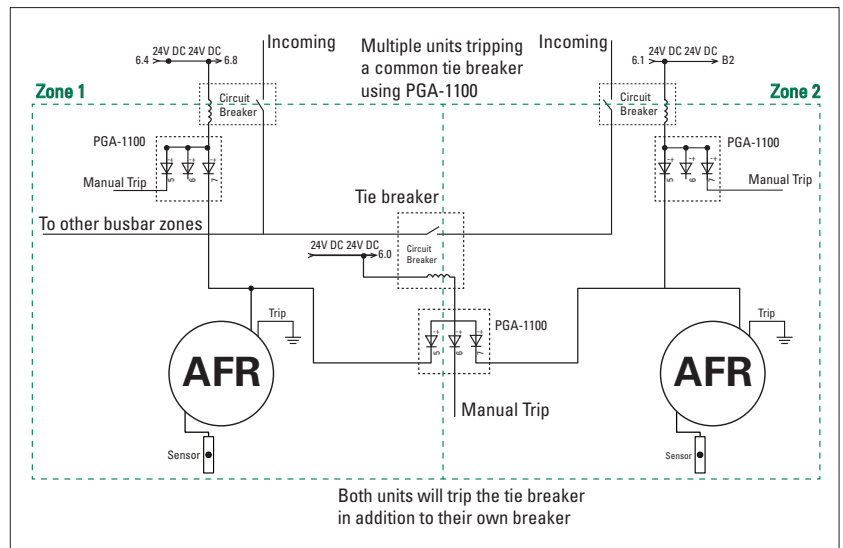 Incoming
Multiple units tripping
a common tie breaker
using PGA-1100
Incoming
24V DC 24V DC
6.4
6.8
24V DC 24V DC
6.1
B2
Zone 1
Zone 2
Circuit
Breaker
Circuit
Breaker
PGA-1100
5 -+
6 -+
7 -+
Manual Trip
PGA-1100
5 -+
6 -+
7 -+
Manual Trip
Tie breaker
To other busbar zones
24V DC 24V DC
6.0
Circuit
Breaker
PGA-1100
5 -+
6 -+
7 -+
Trip
AFR
Sensor
Manual Trip
Trip
AFR
Sensor
Both units will trip the tie breaker
in addition to their own breaker